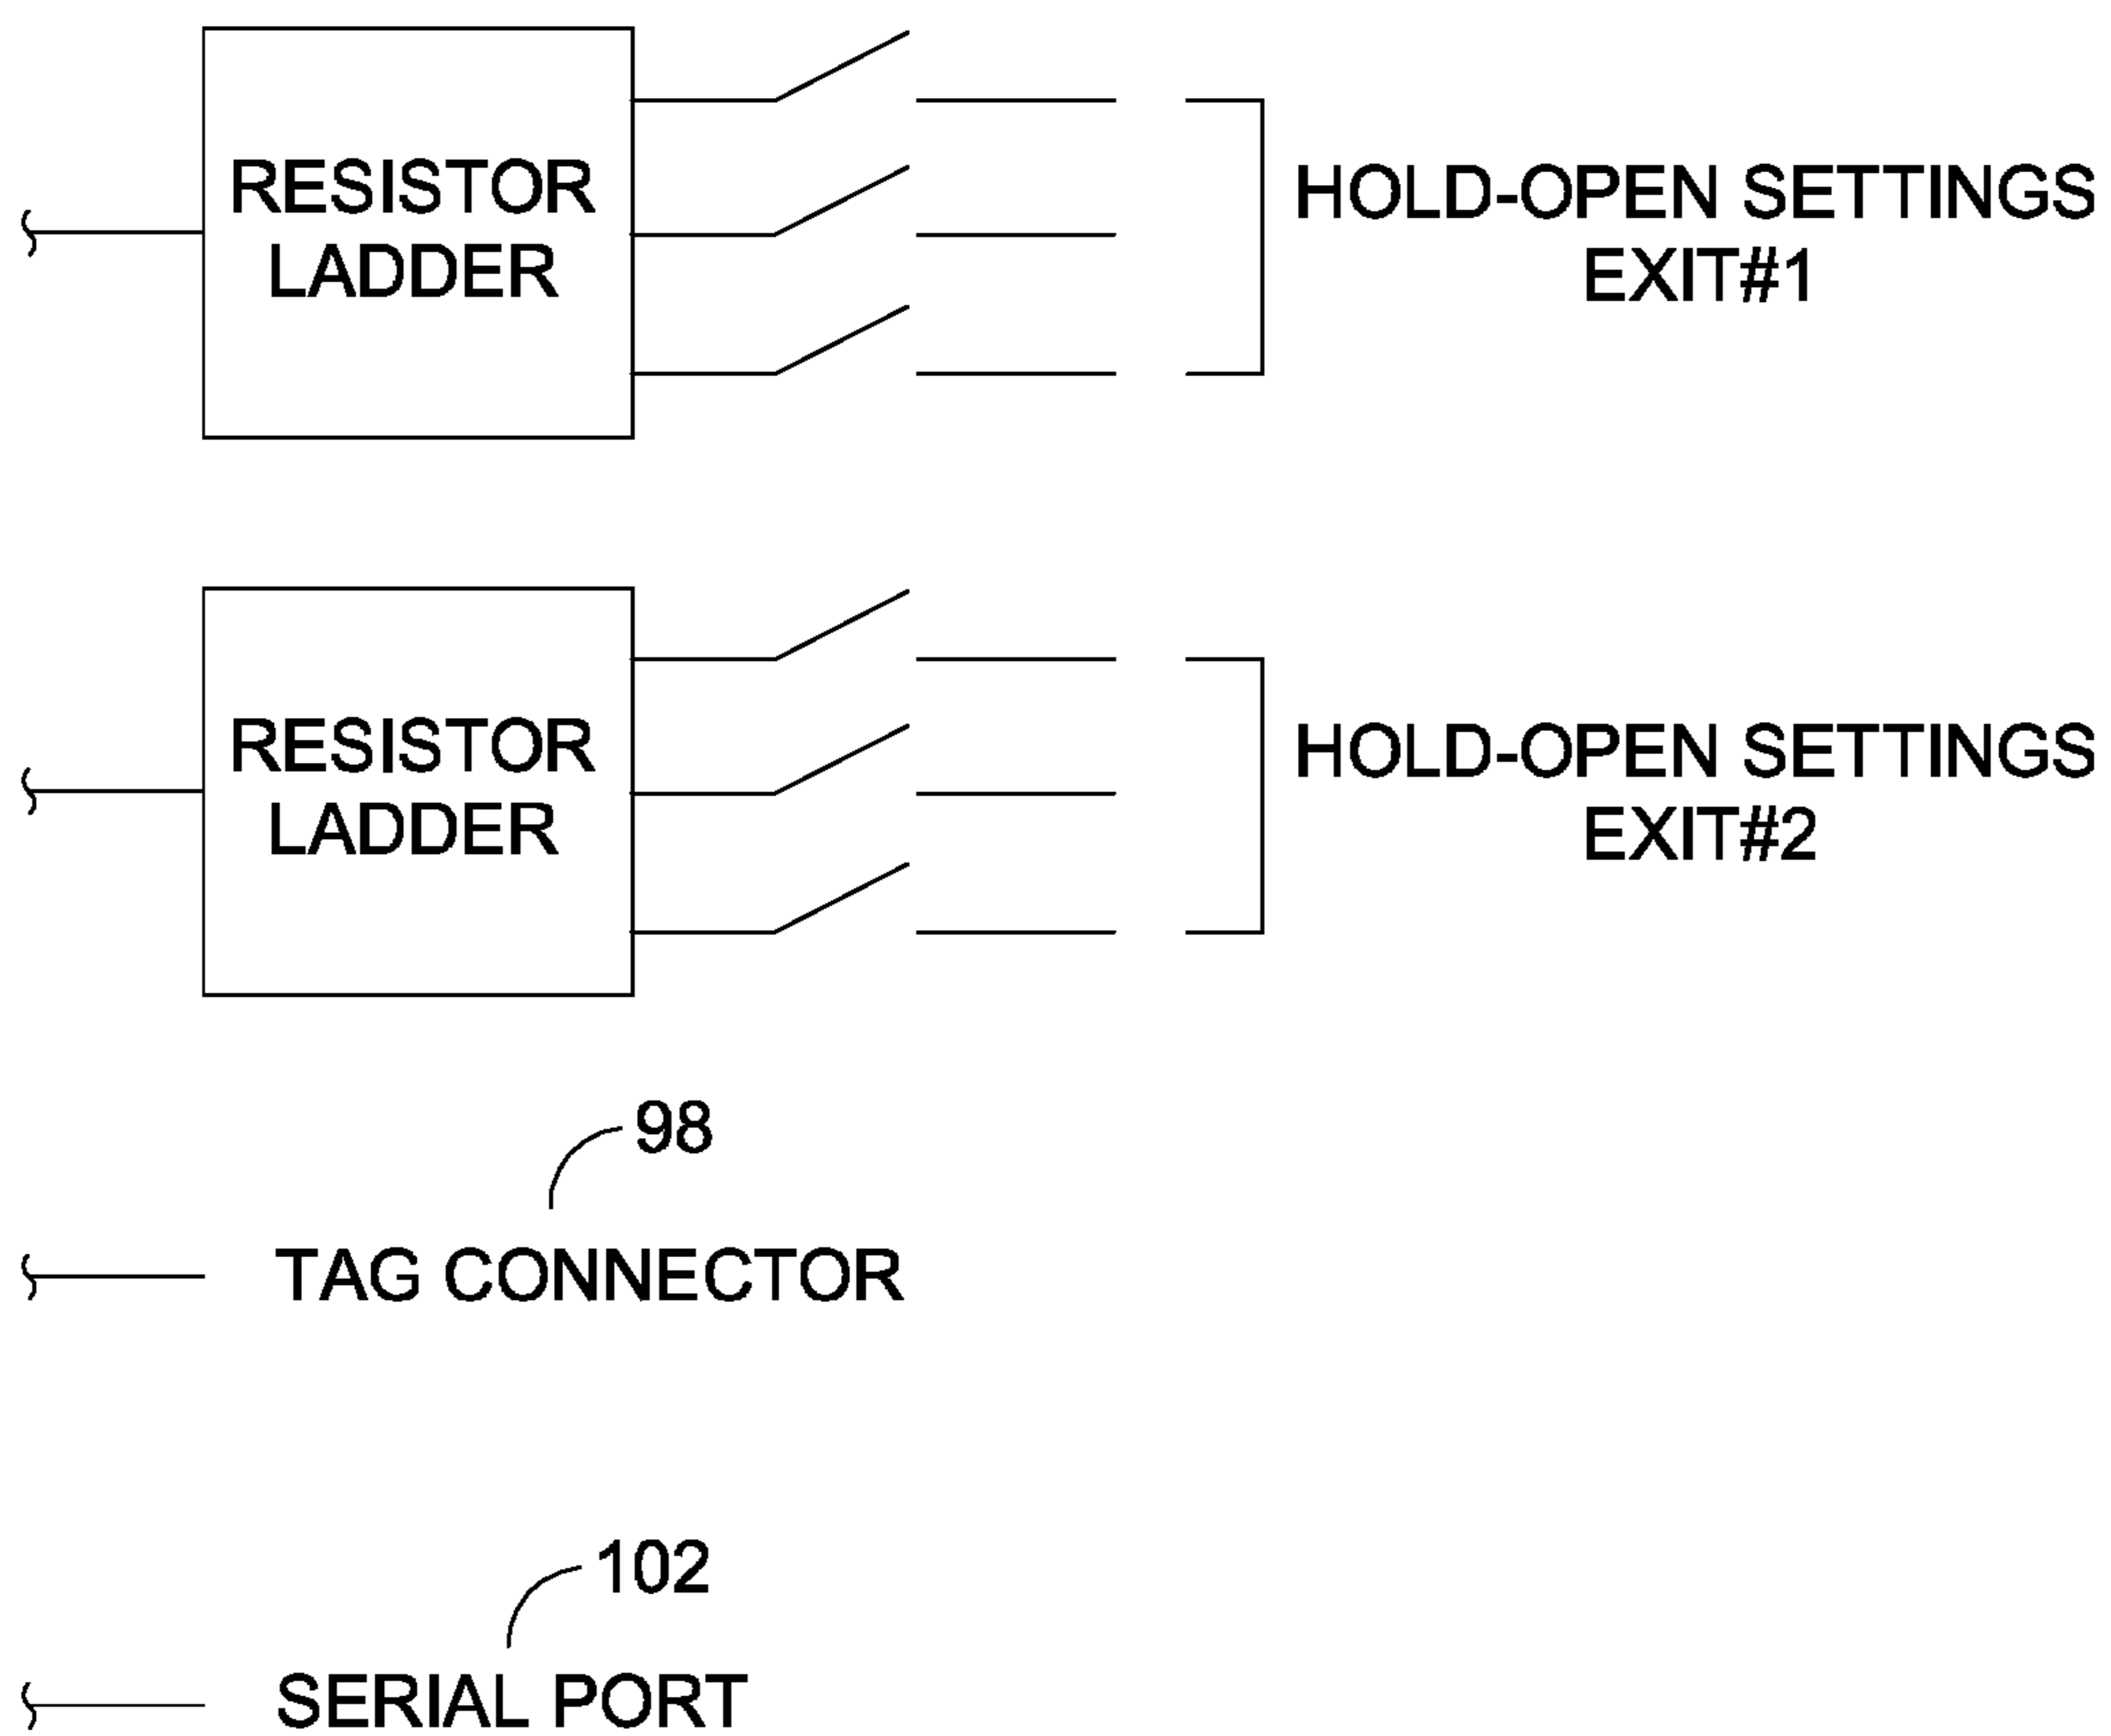 RESISTOR
LADDER
HOLD-OPEN SETTINGS
EXIT#1
RESISTOR
LADDER
HOLD-OPEN SETTINGS
EXIT#2
98
TAG CONNECTOR
102
SERIAL PORT